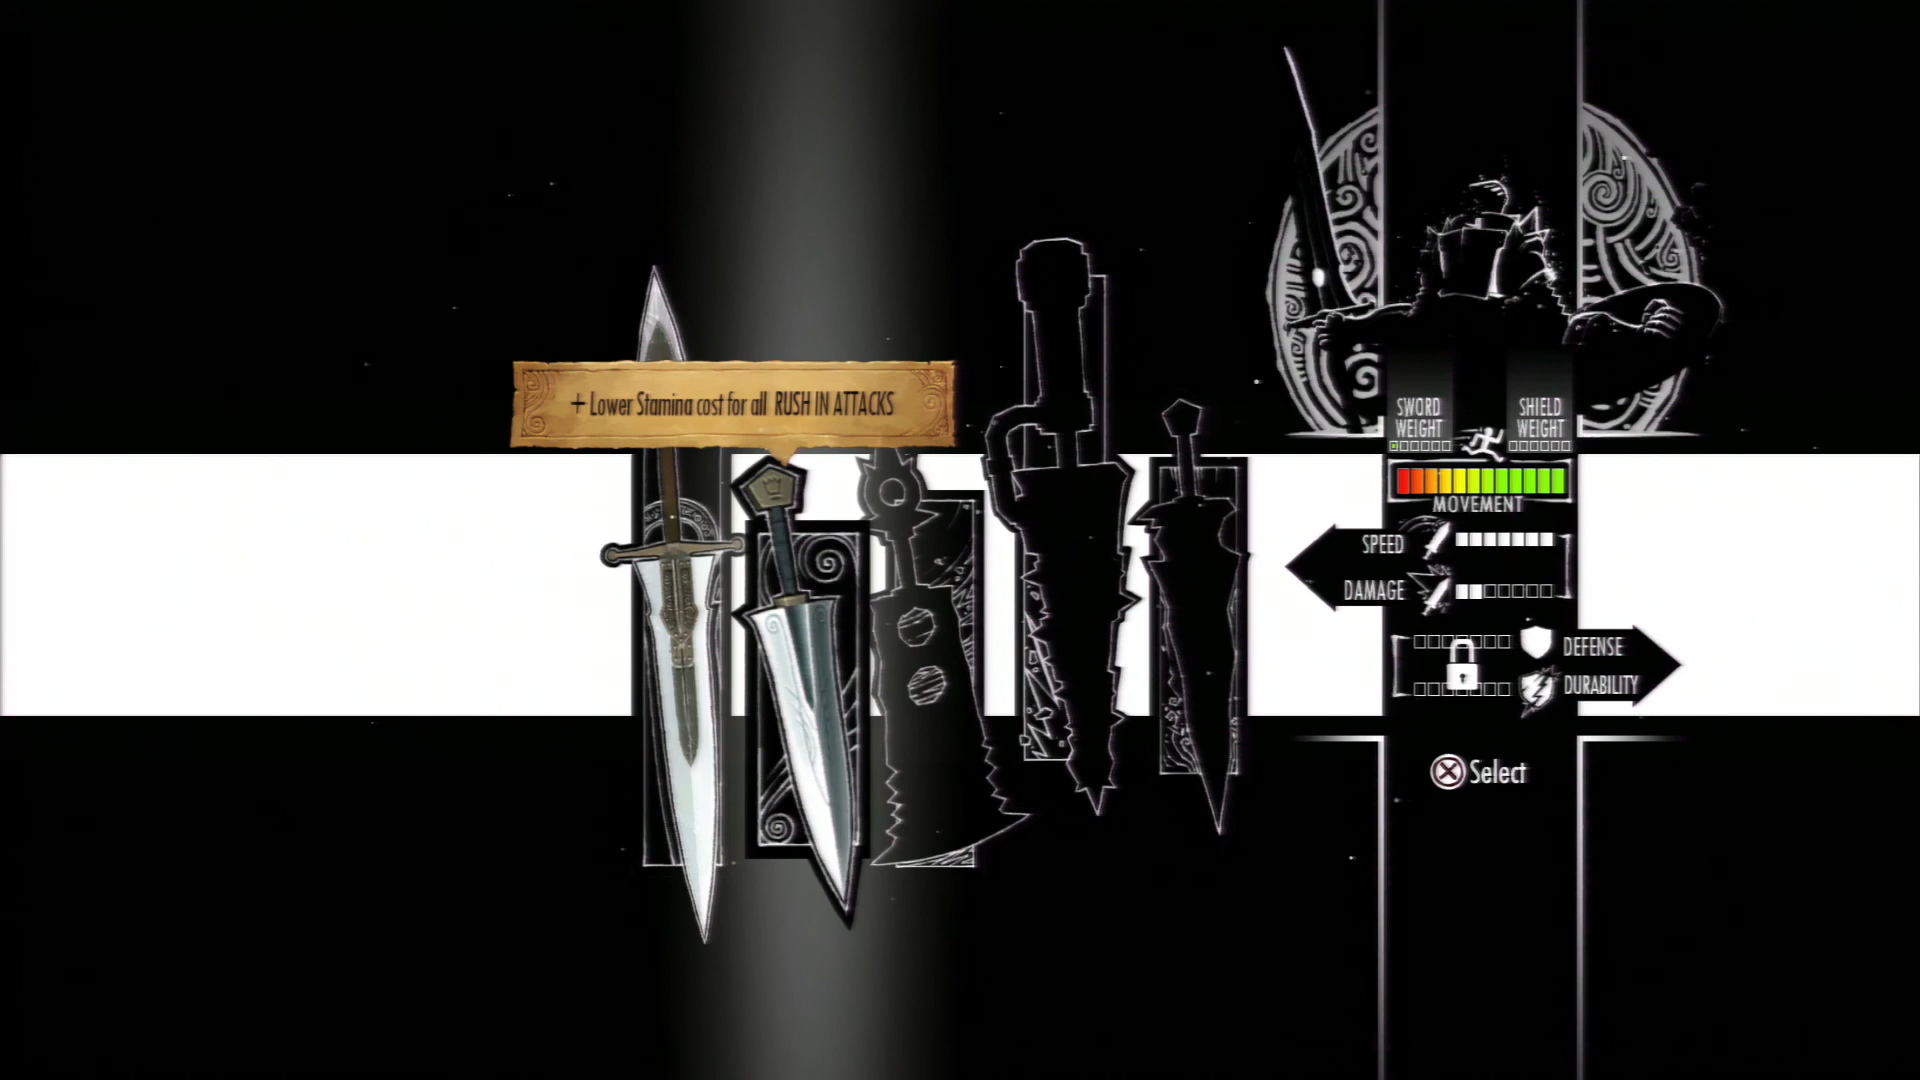 + Lower Stamina cost for all RUSH IN ATTACKS
SWORD
WEIGHT
SHIELD
WEIGHT
MOVEMENT
SPEED
DAMAGE
DEFENSE
DURABILITY
Select